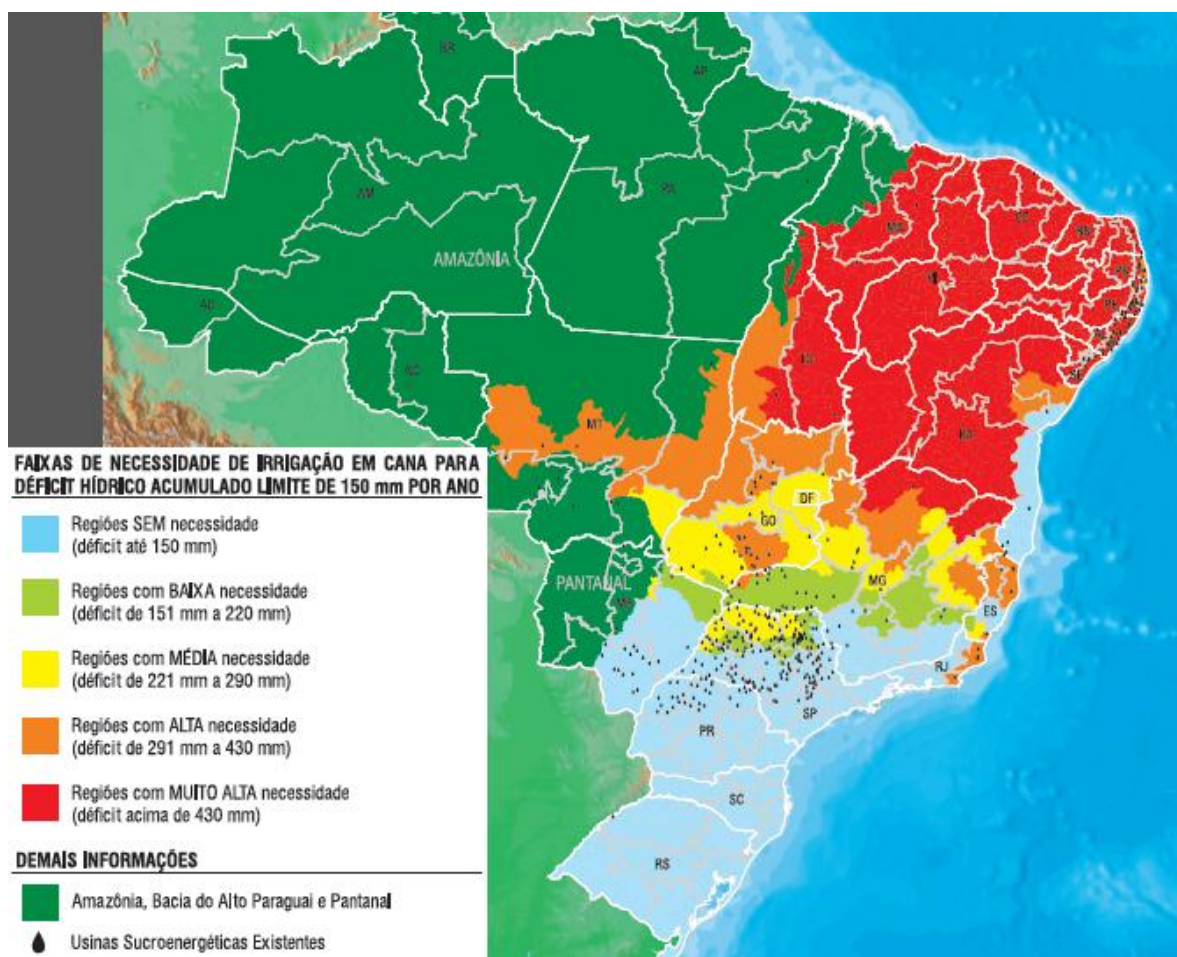 RR
AP
AM
PA
AMAZÔNIA
MA
CE
RN
PB
PI
PE
AC
AL
SE
RO
TO
BA
MT
DF
GO
PANTANAL
MS
MG
ES
RJ
SP
PR
SC
RS
FAIXAS DE NECESSIDADE DE IRRIGAÇÃO EM CANA PARA
DÉFICIT HÍDRICO ACUMULADO LIMITE DE 150 mm POR ANO
Regiões SEM necessidade
(déficit até 150 mm)
Regiões com BAIXA necessidade
(déficit de 151 mm a 220 mm)
Regiões com MÉDIA necessidade
(déficit de 221 mm a 290 mm)
Regiões com ALTA necessidade
(déficit de 291 mm a 430 mm)
Regiões com MUITO ALTA necessidade
(déficit acima de 430 mm)
DEMAIS INFORMAÇÕES
Amazônia, Bacia do Alto Paraguai e Pantanal
Usinas Sucroenergéticas Existentes